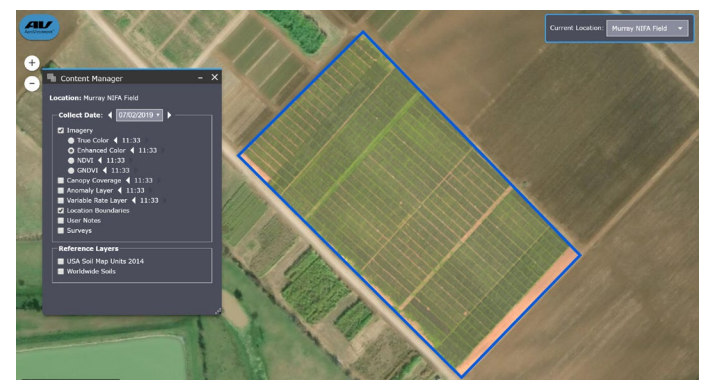 AV
AeroVironment
Current Location: Murray NIFA Field
+
−
Content Manager
Location: Murray NIFA Field
Collect Date: 07/02/2019
Imagery
True Color 11:33
Enhanced Color 11:33
NDVI 11:33
GNDVI 11:33
Canopy Coverage 11:33
Anomaly Layer 11:33
Variable Rate Layer 11:33
Location Boundaries
User Notes
Surveys
Reference Layers
USA Soil Map Units 2014
Worldwide Soils